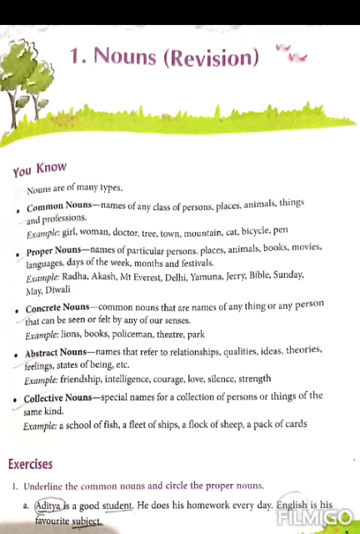 1. Nouns (Revision)
You Know
Nouns are of many types.
• Common Nouns—names of any class of persons, places, animals, things
and professions.
Example: girl, woman, doctor, tree, town, mountain, cat, bicycle, pen
• Proper Nouns—names of particular persons, places, animals, books, movies,
languages, days of the week, months and festivals.
Example: Radha, Akash, Mt Everest, Delhi, Yamuna, Jerry, Bible, Sunday,
May, Diwali
• Concrete Nouns—common nouns that are names of any thing or any person
that can be seen or felt by any of our senses.
Example: lions, books, policeman, theatre, park
• Abstract Nouns—names that refer to relationships, qualities, ideas, theories,
feelings, states of being, etc.
Example: friendship, intelligence, courage, love, silence, strength
• Collective Nouns—special names for a collection of persons or things of the
same kind.
Example: a school of fish, a fleet of ships, a flock of sheep, a pack of cards
Exercises
1. Underline the common nouns and circle the proper nouns.
a. Aditya is a good student. He does his homework every day. English is his
favourite subject.
FILMIGO